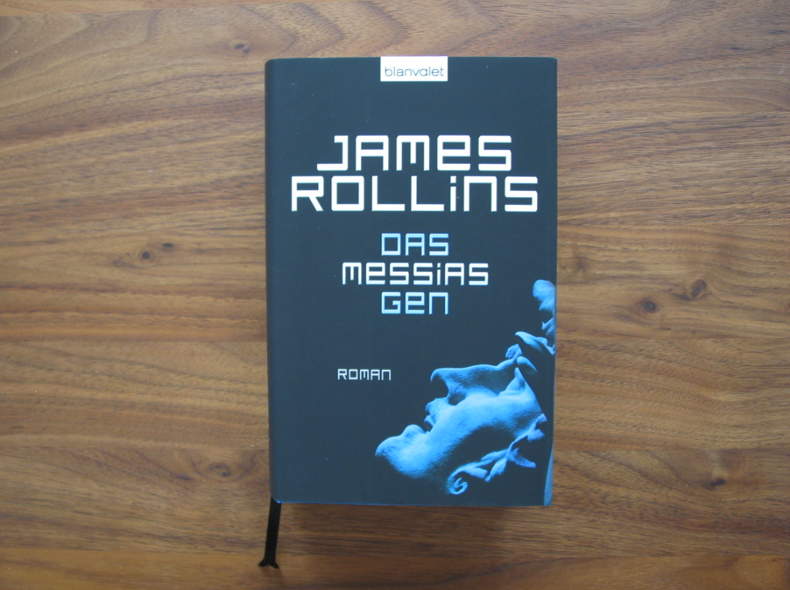 blanvalet
JAMES
ROLLiNS
DAS
MESSiAS
GEN
ROMAN